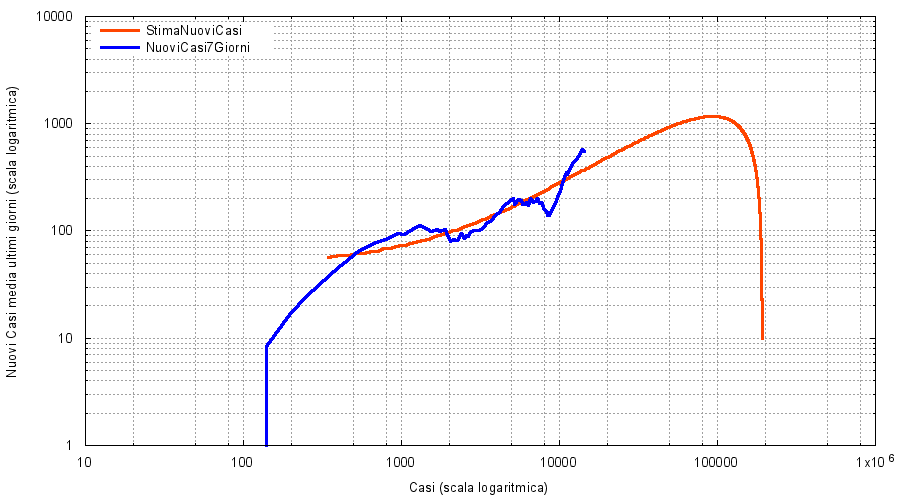 10000
StimaNuoviCasi
NuoviCasi7Giorni
1000
100
10
1
Nuovi Casi media ultimi giorni (scala logaritmica)
10
100
1000
10000
100000
1x10 6
Casi (scala logaritmica)